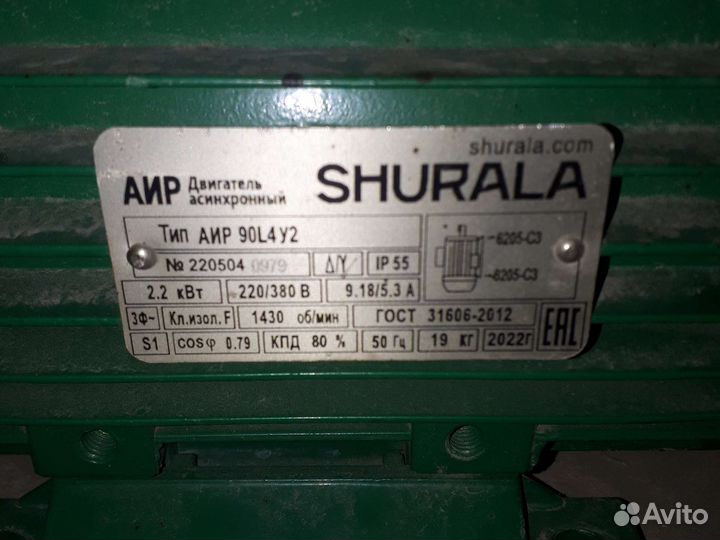 shurala.com
АИР Двигатель асинхронный SHURALA
Тип АИР 90L4У2
№ 220504 0979 Δ/Y IP 55
6205-C3
6205-C3
2.2 кВт 220/380 В 9.18/5.3 А
3Ф~ Кл.изол. F 1430 об/мин ГОСТ 31606-2012
S1 cosφ 0.79 КПД 80 % 50 Гц 19 кг 2022г EAC
Avito